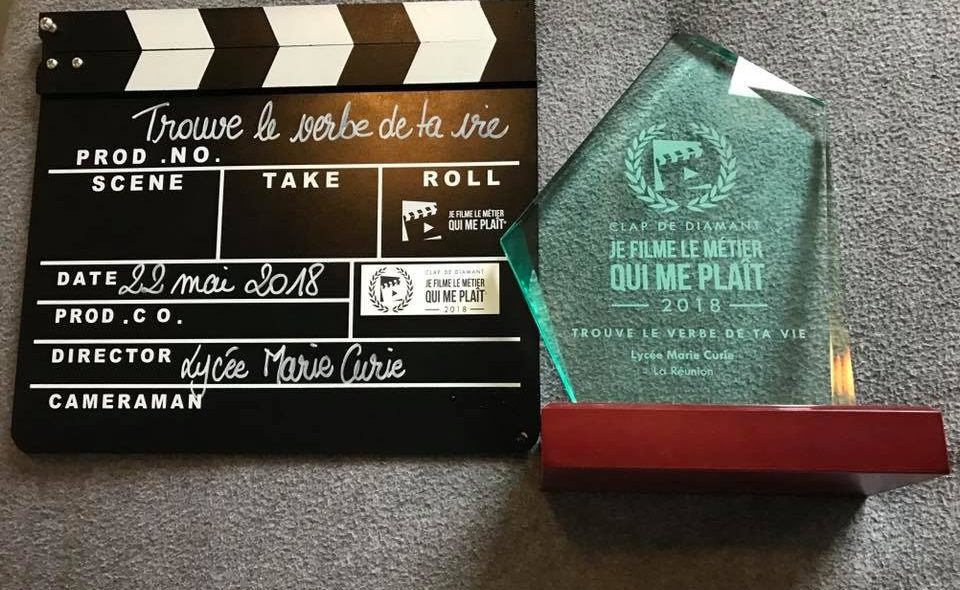 Trouve le verbe de ta vie
PROD .NO.
SCENE TAKE ROLL
JE FILME LE MÉTIER
QUI ME PLAÎT
DATE 22 mai 2018
CLAP DE DIAMANT
JE FILME LE MÉTIER
QUI ME PLAÎT
2018
PROD .C O .
DIRECTOR Lycée Marie Curie
CAMERAMAN
CLAP DE DIAMANT
JE FILME LE MÉTIER
QUI ME PLAÎT
2018
TROUVE LE VERBE DE TA VIE
Lycée Marie Curie
La Réunion